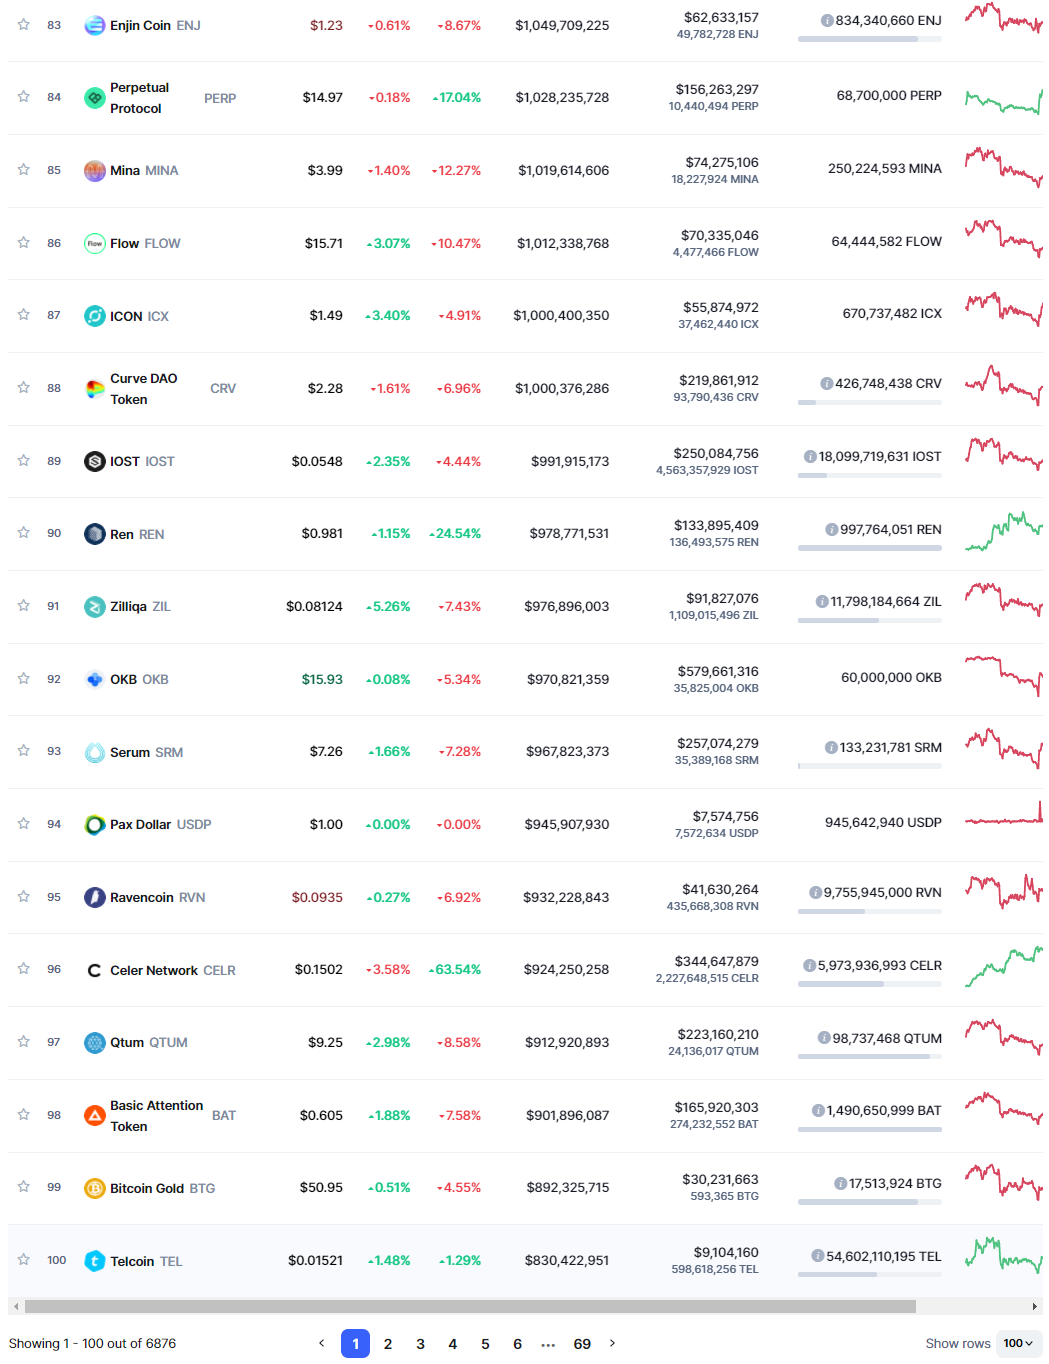 83 Enjin Coin ENJ $1.23 0.61% 8.67% $1,049,709,225 $62,633,157 834,340,660 ENJ
49,782,728 ENJ
84 Perpetual Protocol PERP $14.97 0.18% 17.04% $1,028,235,728 $156,263,297 68,700,000 PERP
10,440,494 PERP
85 Mina MINA $3.99 1.40% 12.27% $1,019,614,606 $74,275,106 250,224,593 MINA
18,227,924 MINA
86 Flow FLOW $15.71 3.07% 10.47% $1,012,338,768 $70,335,046 64,444,582 FLOW
4,477,466 FLOW
87 ICON ICX $1.49 3.40% 4.91% $1,000,400,350 $55,874,972 670,737,482 ICX
37,462,440 ICX
88 Curve DAO Token CRV $2.28 1.61% 6.96% $1,000,376,286 $219,861,912 426,748,438 CRV
93,790,436 CRV
89 IOST IOST $0.0548 2.35% 4.44% $991,915,173 $250,084,756 18,099,719,631 IOST
4,563,357,929 IOST
90 Ren REN $0.981 1.15% 24.54% $978,771,531 $133,895,409 997,764,051 REN
136,493,575 REN
91 Zilliqa ZIL $0.08124 5.26% 7.43% $976,896,003 $91,827,076 11,798,184,664 ZIL
1,109,015,496 ZIL
92 OKB OKB $15.93 0.08% 5.34% $970,821,359 $579,661,316 60,000,000 OKB
35,825,004 OKB
93 Serum SRM $7.26 1.66% 7.28% $967,823,373 $257,074,279 133,231,781 SRM
35,389,168 SRM
94 Pax Dollar USDP $1.00 0.00% 0.00% $945,907,930 $7,574,756 945,642,940 USDP
7,572,634 USDP
95 Ravencoin RVN $0.0935 0.27% 6.92% $932,228,843 $41,630,264 9,755,945,000 RVN
435,668,308 RVN
96 Celer Network CELR $0.1502 3.58% 63.54% $924,250,258 $344,647,879 5,973,936,993 CELR
2,227,648,515 CELR
97 Qtum QTUM $9.25 2.98% 8.58% $912,920,893 $223,160,210 98,737,468 QTUM
24,136,017 QTUM
98 Basic Attention Token BAT $0.605 1.88% 7.58% $901,896,087 $165,920,303 1,490,650,999 BAT
274,232,552 BAT
99 Bitcoin Gold BTG $50.95 0.51% 4.55% $892,325,715 $30,231,663 17,513,924 BTG
593,365 BTG
100 Telcoin TEL $0.01521 1.48% 1.29% $830,422,951 $9,104,160 54,602,110,195 TEL
598,618,256 TEL
Showing 1 - 100 out of 6876 1 2 3 4 5 6 ... 69 Show rows 100